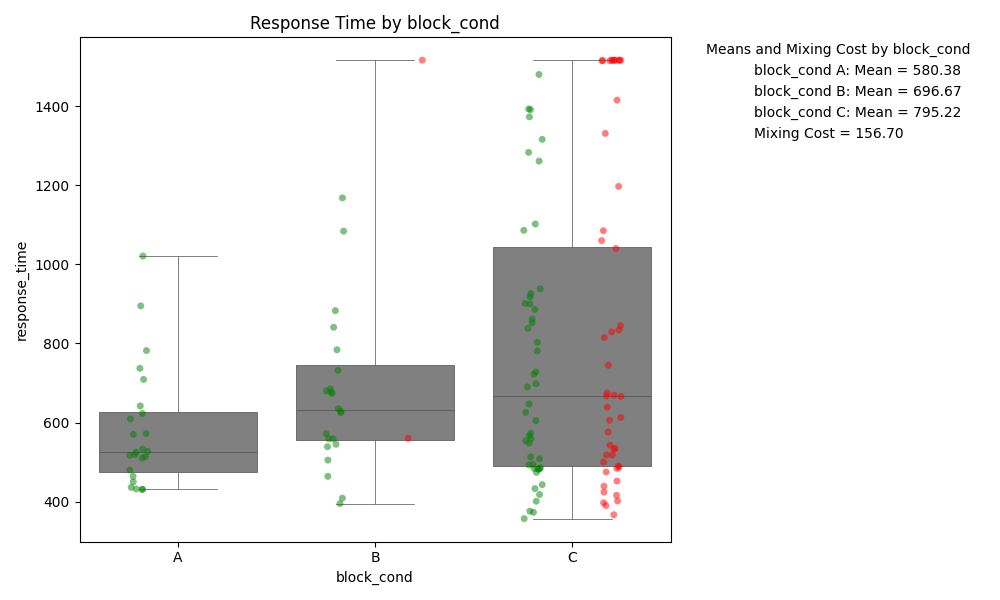 Response Time by block_cond
Means and Mixing Cost by block_cond
block_cond A: Mean = 580.38
block_cond B: Mean = 696.67
block_cond C: Mean = 795.22
Mixing Cost = 156.70
response_time
1400
1200
1000
800
600
400
A
B
C
block_cond